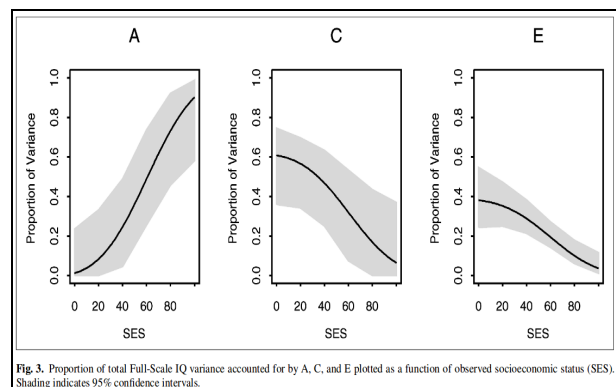 A C E
Proportion of Variance
0.0 0.2 0.4 0.6 0.8 1.0
0 20 40 60 80
SES
Proportion of Variance
0.0 0.2 0.4 0.6 0.8 1.0
0 20 40 60 80
SES
Proportion of Variance
0.0 0.2 0.4 0.6 0.8 1.0
0 20 40 60 80
SES
Fig. 3. Proportion of total Full-Scale IQ variance accounted for by A, C, and E plotted as a function of observed socioeconomic status (SES).
Shading indicates 95% confidence intervals.